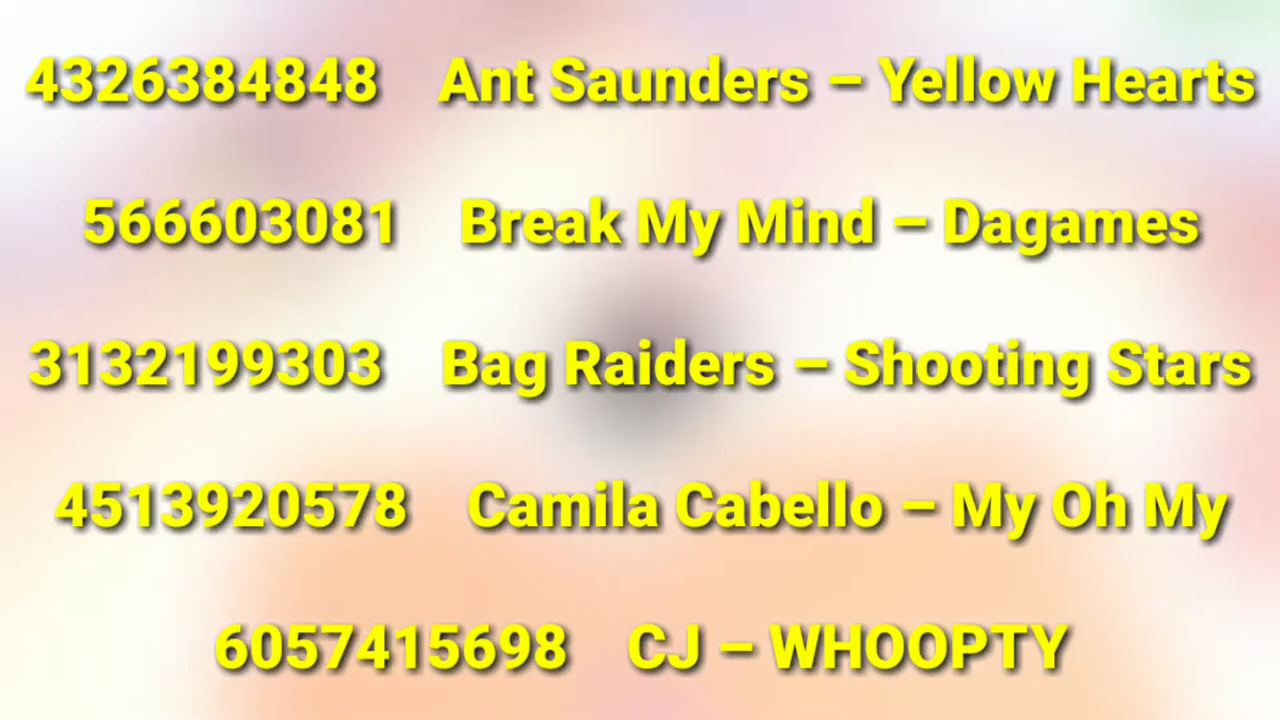 4326384848 Ant Saunders – Yellow Hearts
566603081 Break My Mind – Dagames
3132199303 Bag Raiders – Shooting Stars
4513920578 Camila Cabello – My Oh My
6057415698 CJ – WHOOPTY